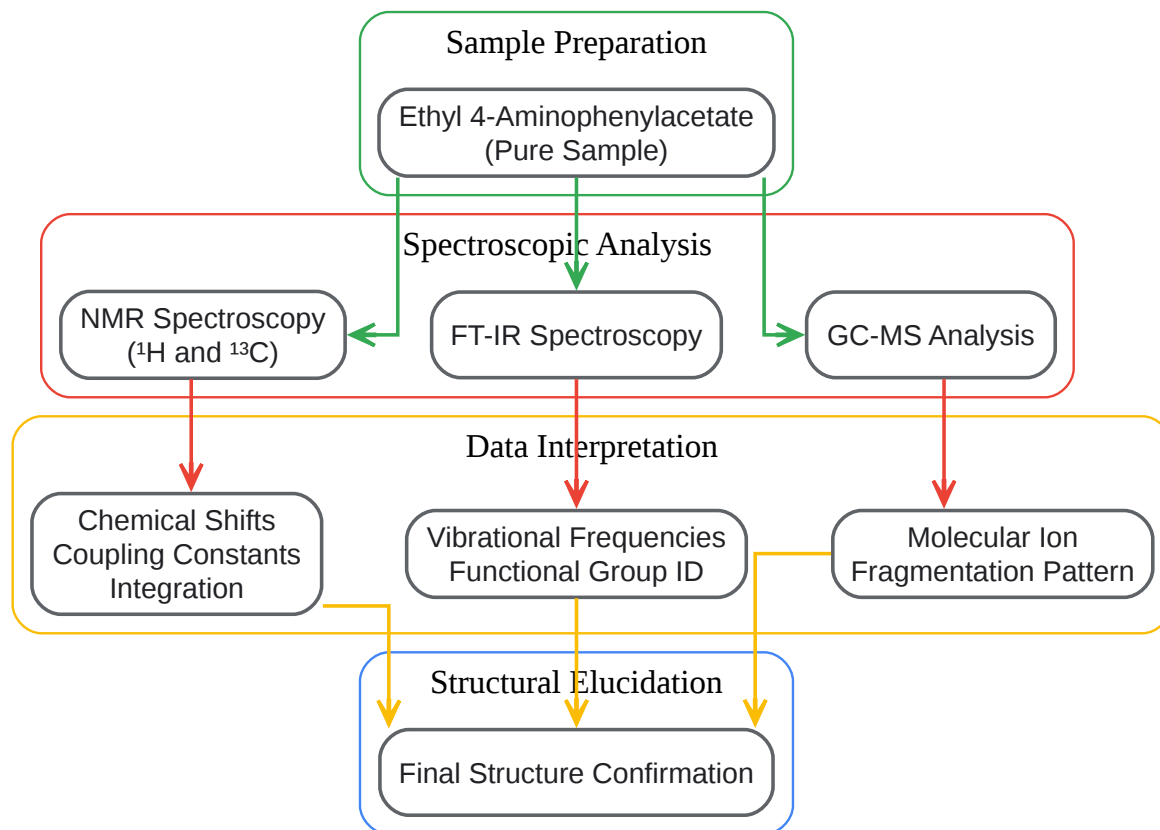 Sample Preparation
Ethyl 4-Aminophenylacetate
(Pure Sample)
Spectroscopic Analysis
NMR Spectroscopy
(¹H and ¹³C)
FT-IR Spectroscopy
GC-MS Analysis
Data Interpretation
Chemical Shifts
Coupling Constants
Integration
Vibrational Frequencies
Functional Group ID
Molecular Ion
Fragmentation Pattern
Structural Elucidation
Final Structure Confirmation